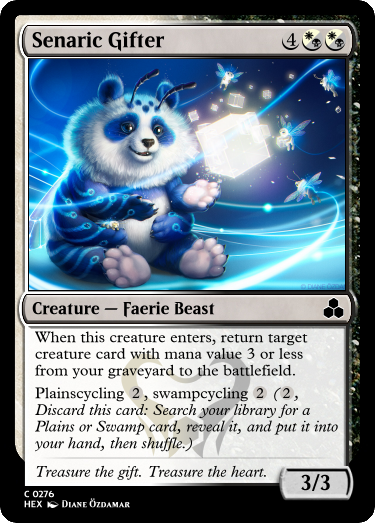 Senaric Gifter 4
Creature — Faerie Beast
When this creature enters, return target
creature card with mana value 3 or less
from your graveyard to the battlefield.
Plainscycling 2, swampcycling 2 (2,
Discard this card: Search your library for a
Plains or Swamp card, reveal it, and put it into
your hand, then shuffle.)
Treasure the gift. Treasure the heart.
3/3
C 0276
HEX Diane Özdamar